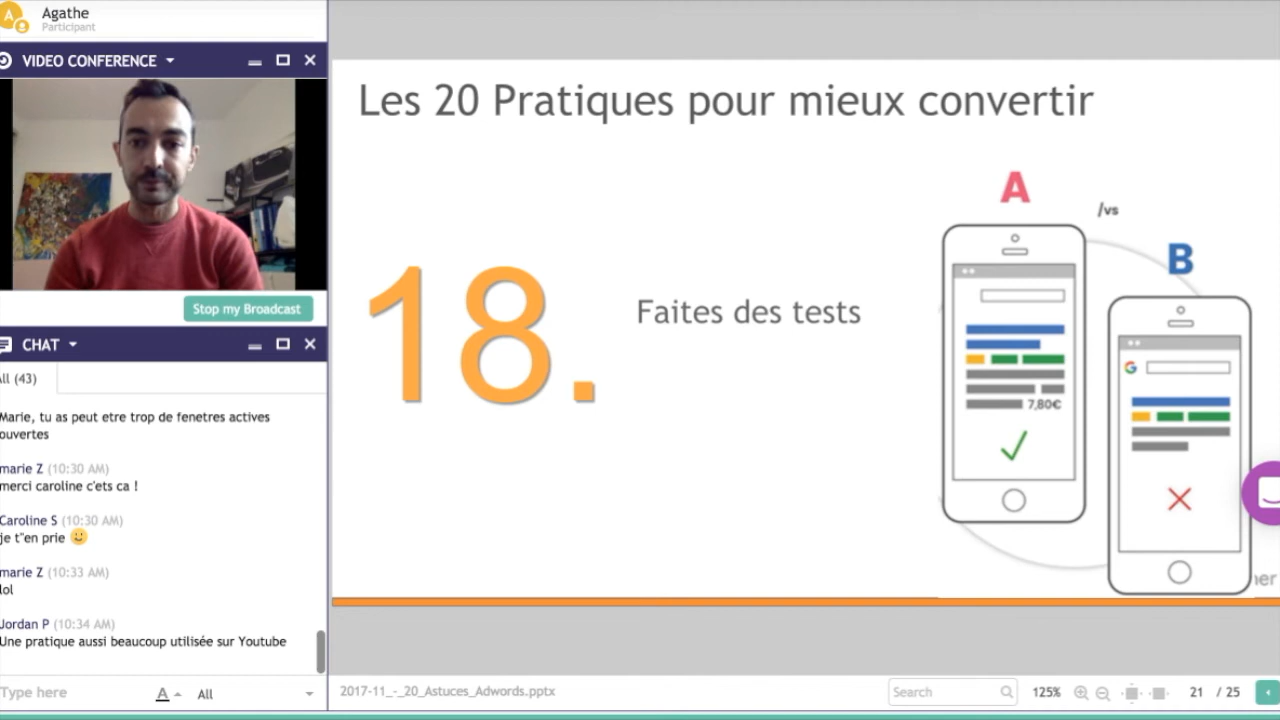 Agathe
Participant
VIDEO CONFERENCE
Stop my Broadcast
CHAT
All (43)
Marie, tu as peut etre trop de fenetres actives
ouvertes
marie Z (10:30 AM)
merci caroline c'ets ca !
Caroline S (10:30 AM)
je t"en prie
marie Z (10:33 AM)
lol
Jordan P (10:34 AM)
Une pratique aussi beaucoup utilisée sur Youtube
Type here
A
All
Les 20 Pratiques pour mieux convertir
18.
Faites des tests
A
/vs
B
7,80€
G
2017-11_-_20_Astuces_Adwords.pptx
Search
125%
21 / 25